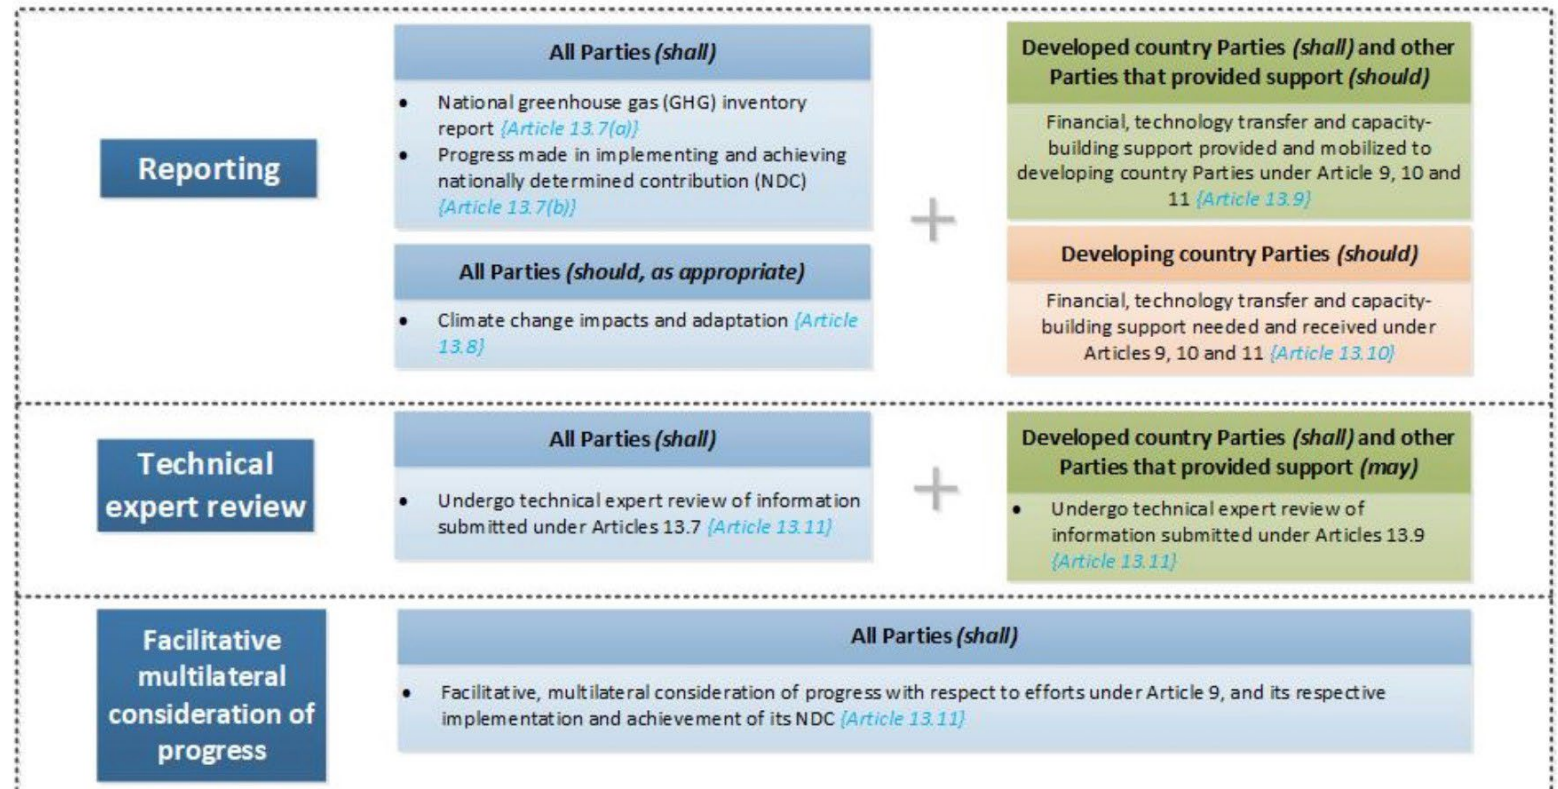 Reporting
All Parties (shall)
• National greenhouse gas (GHG) inventory
report {Article 13.7(a)}
• Progress made in implementing and achieving
nationally determined contribution (NDC)
{Article 13.7(b)}
All Parties (should, as appropriate)
• Climate change impacts and adaptation {Article
13.8}
+
Developed country Parties (shall) and other
Parties that provided support (should)
Financial, technology transfer and capacity-
building support provided and mobilized to
developing country Parties under Article 9, 10 and
11 {Article 13.9}
Developing country Parties (should)
Financial, technology transfer and capacity-
building support needed and received under
Articles 9, 10 and 11 {Article 13.10}
Technical
expert review
All Parties (shall)
• Undergo technical expert review of information
submitted under Articles 13.7 {Article 13.11}
+
Developed country Parties (shall) and other
Parties that provided support (may)
• Undergo technical expert review of
information submitted under Articles 13.9
{Article 13.11}
Facilitative
multilateral
consideration of
progress
All Parties (shall)
• Facilitative, multilateral consideration of progress with respect to efforts under Article 9, and its respective
implementation and achievement of its NDC {Article 13.11}